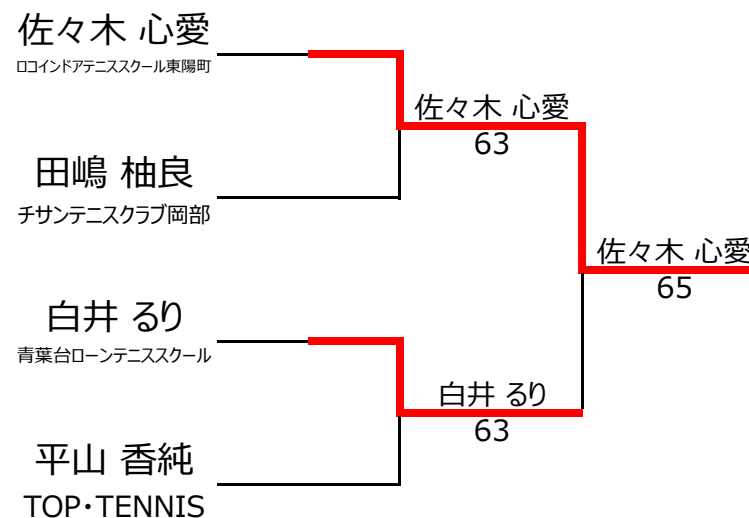 佐々木 心愛
ロコインドアテニススクール東陽町
佐々木 心愛
63
田嶋 柚良
チサンテニスクラブ岡部
佐々木 心愛
65
白井 るり
青葉台ローンテニススクール
白井 るり
63
平山 香純
TOP・TENNIS